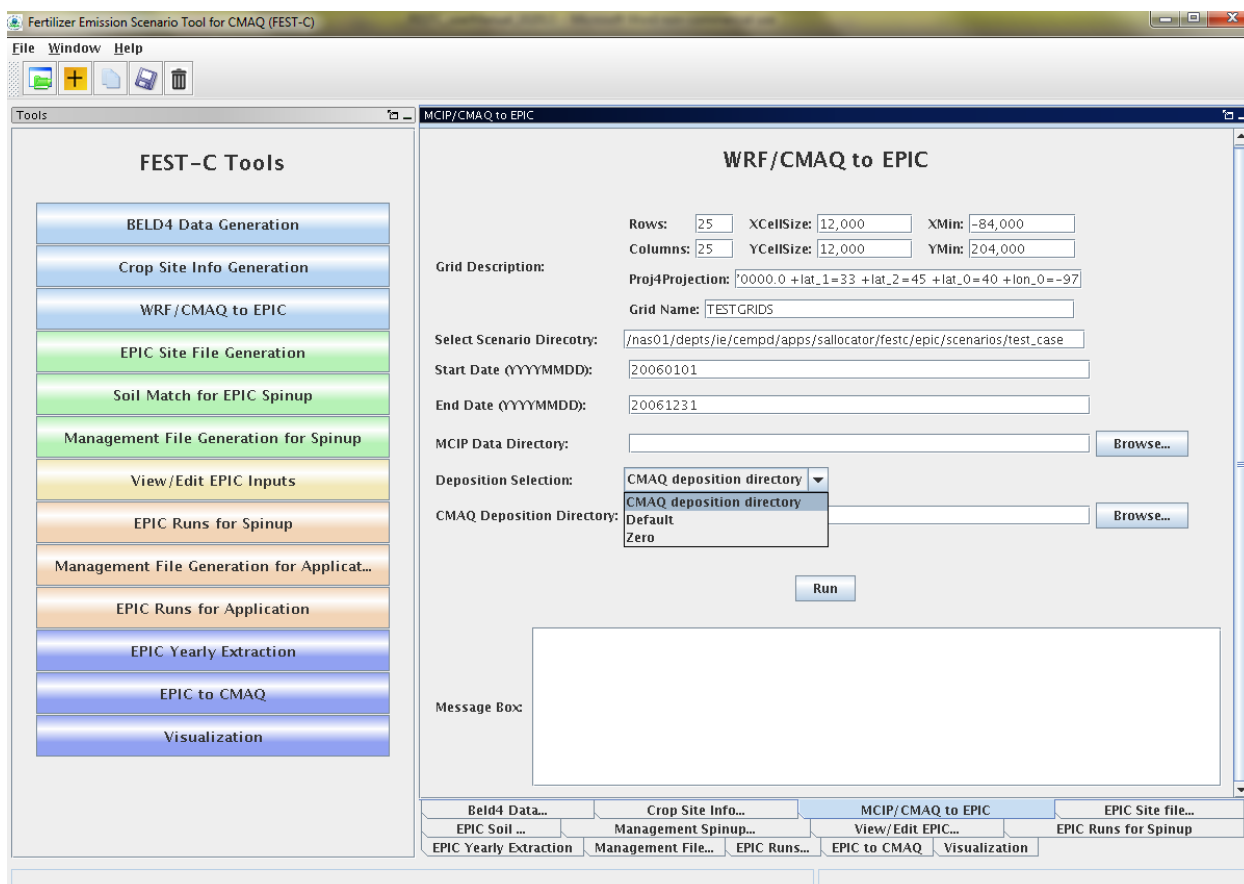 Fertilizer Emission Scenario Tool for CMAQ (FEST-C)
File Window Help
Tools
FEST-C Tools
BELD4 Data Generation
Crop Site Info Generation
WRF/CMAQ to EPIC
EPIC Site File Generation
Soil Match for EPIC Spinup
Management File Generation for Spinup
View/Edit EPIC Inputs
EPIC Runs for Spinup
Management File Generation for Applicat...
EPIC Runs for Application
EPIC Yearly Extraction
EPIC to CMAQ
Visualization
MCIP/CMAQ to EPIC
WRF/CMAQ to EPIC
Grid Description:
Rows: 25 XCellSize: 12,000 XMin: -84,000
Columns: 25 YCellSize: 12,000 YMin: 204,000
Proj4Projection: '0000.0 +lat_1=33 +lat_2=45 +lat_0=40 +lon_0=-97
Grid Name: TESTGRIDS
Select Scenario Direcotry: /nas01/depts/ie/cempd/apps/sallocator/festc/epic/scenarios/test_case
Start Date (YYYYMMDD): 20060101
End Date (YYYYMMDD): 20061231
MCIP Data Directory: Browse...
Deposition Selection: CMAQ deposition directory
CMAQ deposition directory
CMAQ Deposition Directory: Default Browse...
Zero
Run
Message Box:
Beld4 Data... Crop Site Info... MCIP/CMAQ to EPIC EPIC Site file...
EPIC Soil ... Management Spinup... View/Edit EPIC... EPIC Runs for Spinup
EPIC Yearly Extraction Management File... EPIC Runs... EPIC to CMAQ Visualization